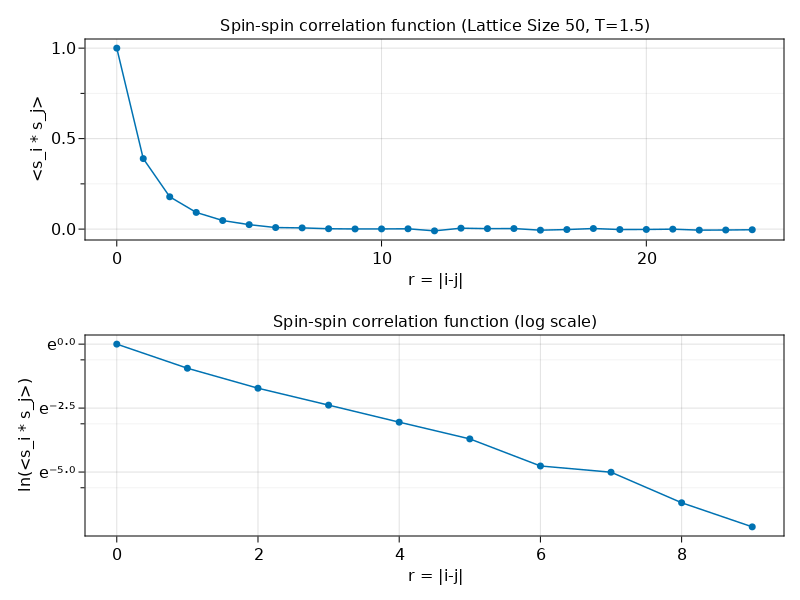 Spin-spin correlation function (Lattice Size 50, T=1.5)
<s_i * s_j>
1.0
0.5
0.0
0 10 20
r = |i-j|
Spin-spin correlation function (log scale)
ln(<s_i * s_j>)
e⁰·⁰
e⁻²·⁵
e⁻⁵·⁰
0 2 4 6 8
r = |i-j|